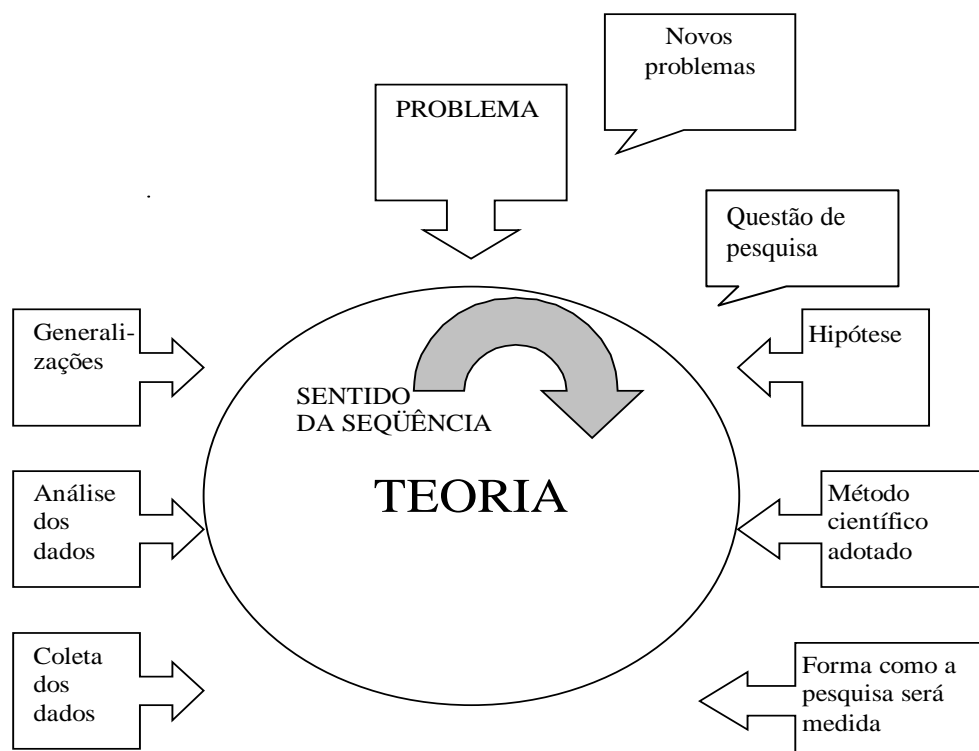 Novos
problemas
PROBLEMA
Questão de
pesquisa
Generali-
zações
Hipótese
SENTIDO
DA SEQÜÊNCIA
TEORIA
Análise
dos
dados
Método
científico
adotado
Coleta
dos
dados
Forma como a
pesquisa será
medida